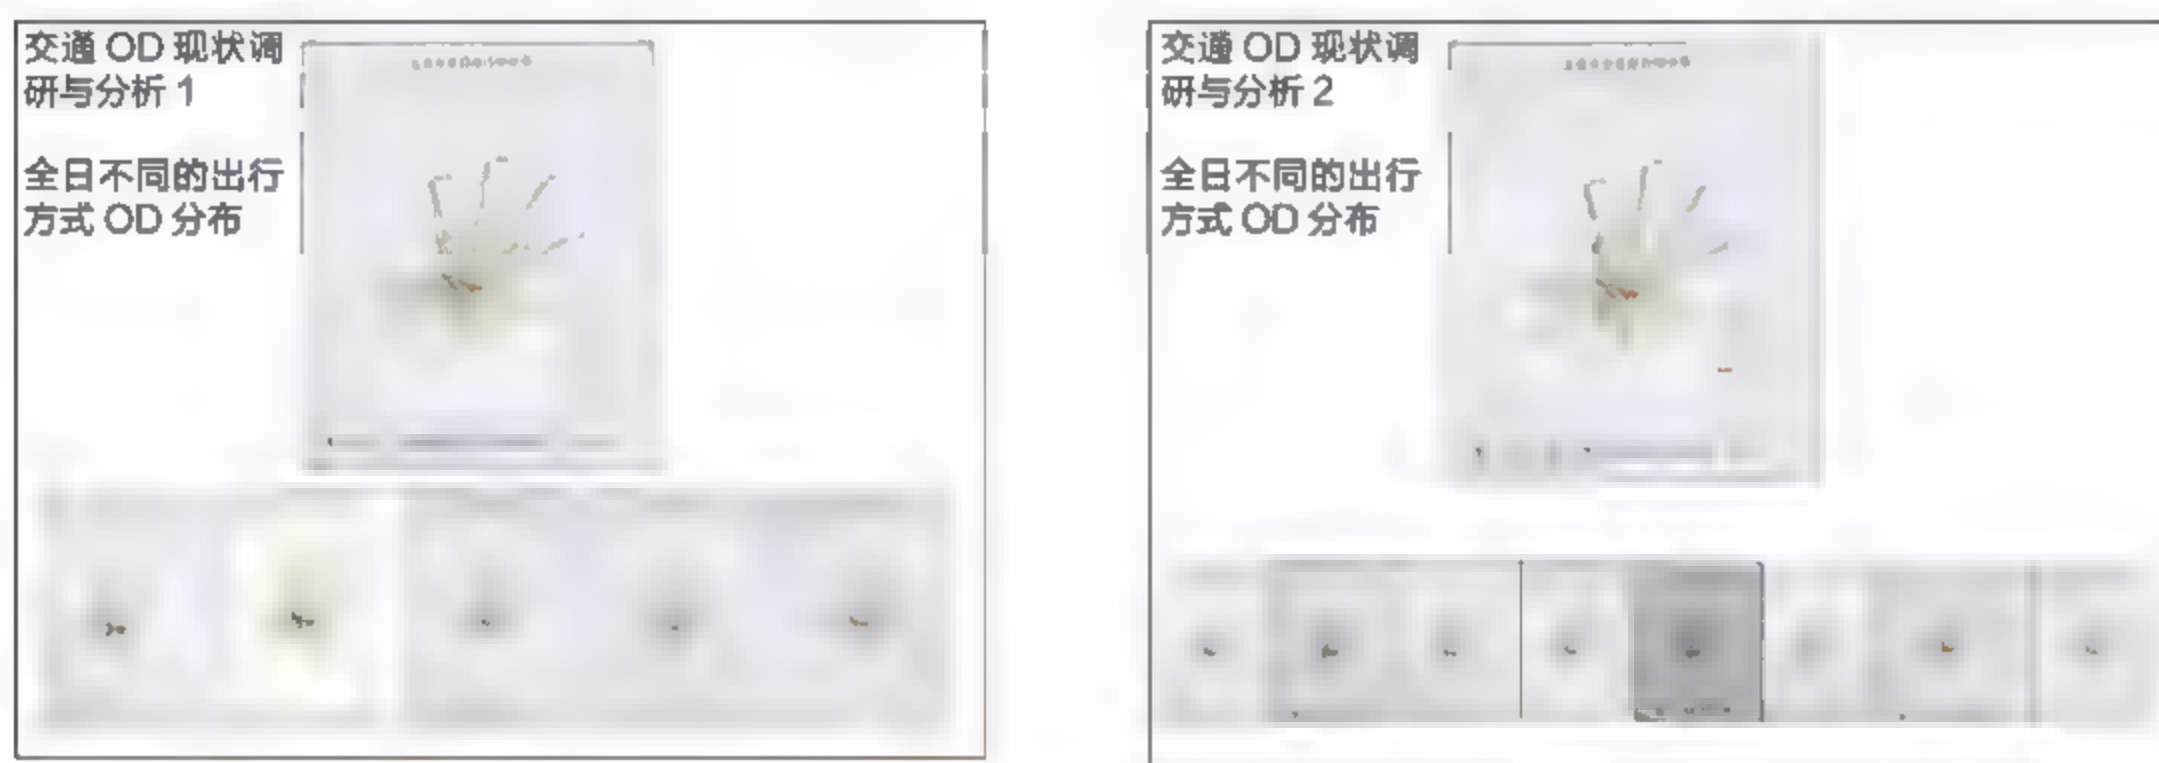 交通 OD 现状调
研与分析 1
全日不同的出行
方式 OD 分布
交通 OD 现状调
研与分析 2
全日不同的出行
方式 OD 分布